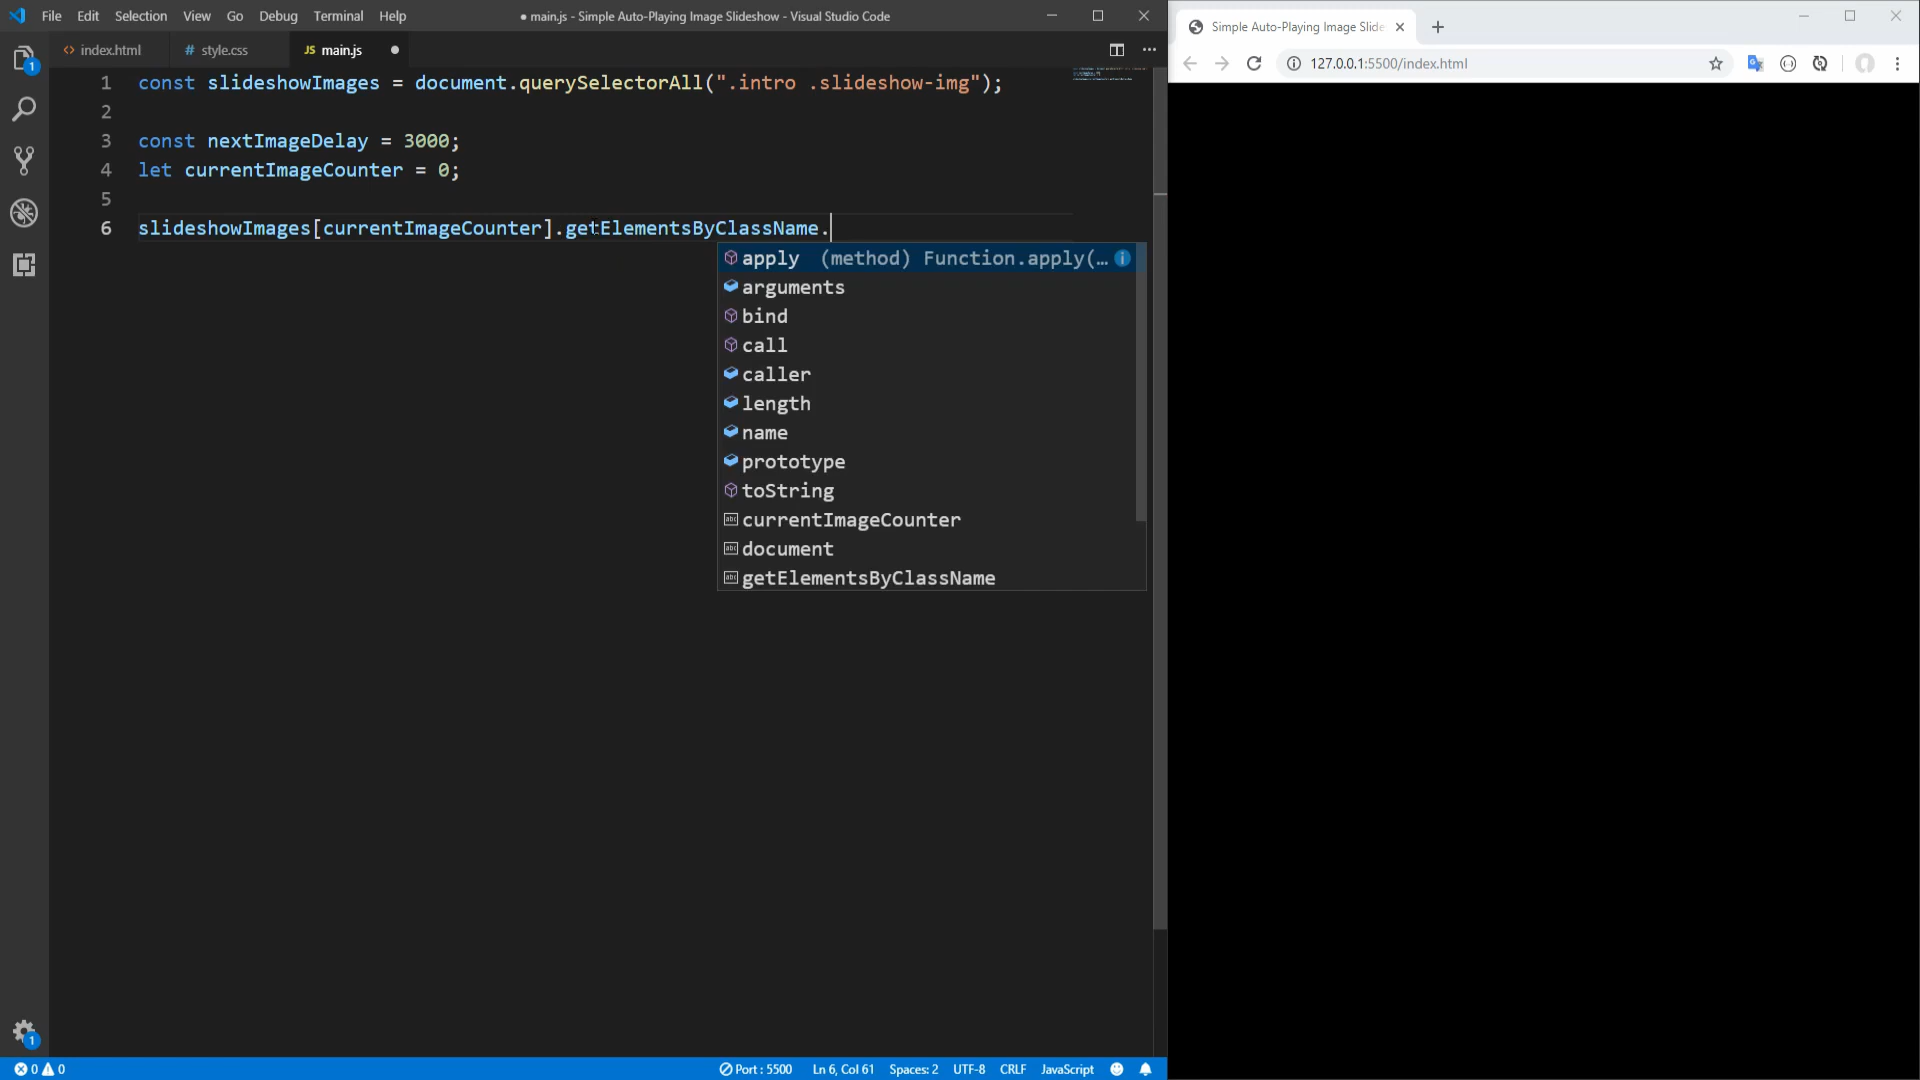 File Edit Selection View Go Debug Terminal Help
● main.js - Simple Auto-Playing Image Slideshow - Visual Studio Code
index.html
# style.css
JS main.js
1 const slideshowImages = document.querySelectorAll(".intro .slideshow-img");
2
3 const nextImageDelay = 3000;
4 let currentImageCounter = 0;
5
6 slideshowImages[currentImageCounter].getElementsByClassName.
apply (method) Function.apply(…
arguments
bind
call
caller
length
name
prototype
toString
currentImageCounter
document
getElementsByClassName
1
1
0 0
Port : 5500
Ln 6, Col 61
Spaces: 2
UTF-8
CRLF
JavaScript
Simple Auto-Playing Image Slide
127.0.0.1:5500/index.html